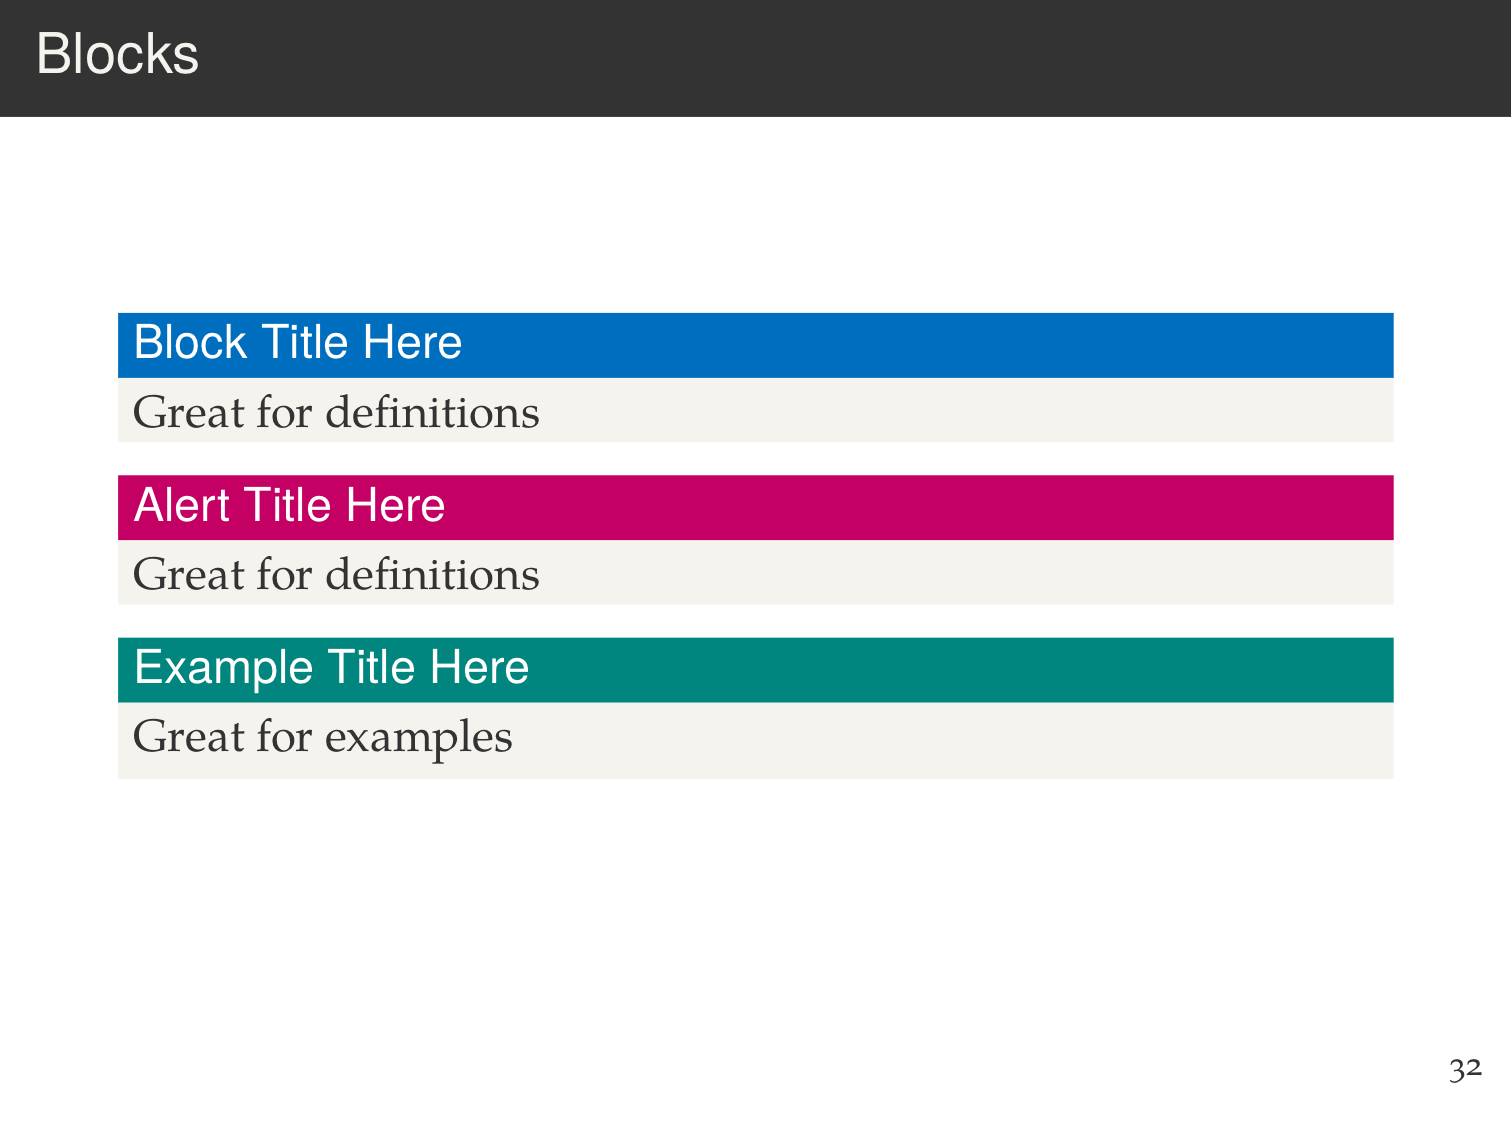 Blocks
Block Title Here
Great for definitions
Alert Title Here
Great for definitions
Example Title Here
Great for examples
32